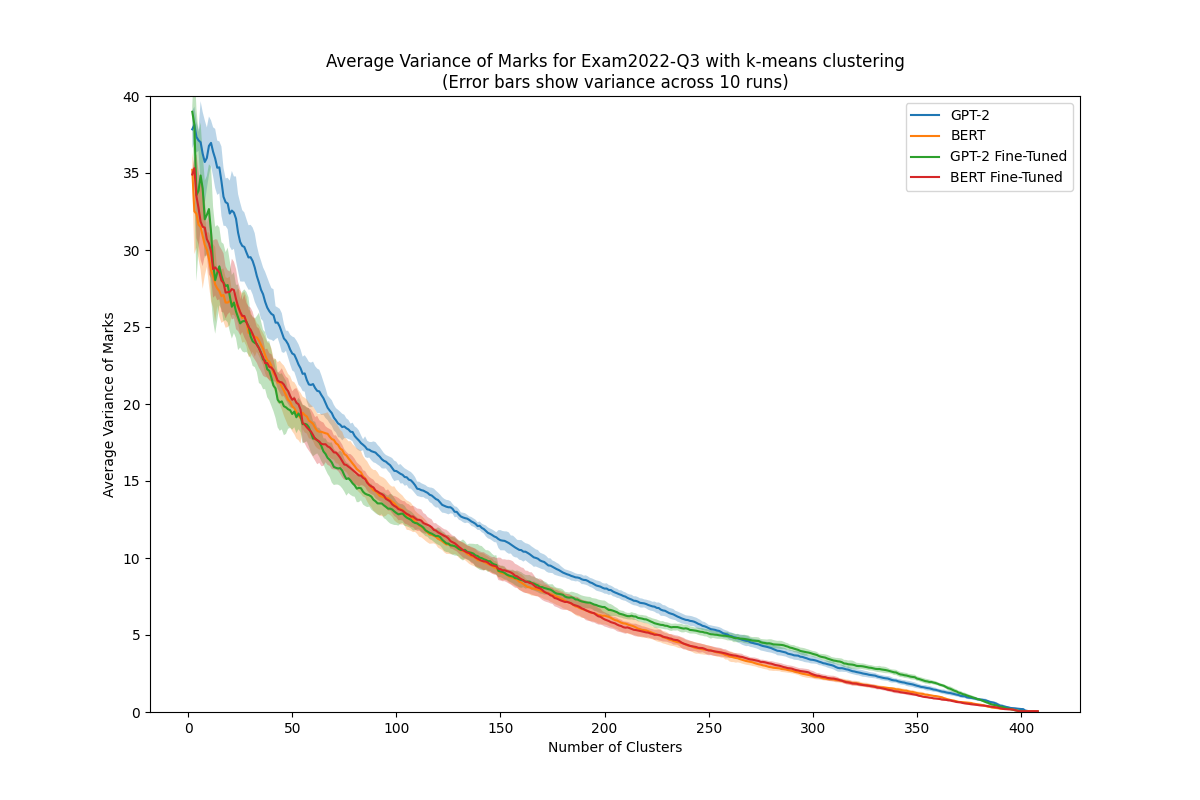 Average Variance of Marks for Exam2022-Q3 with k-means clustering
(Error bars show variance across 10 runs)
GPT-2
BERT
GPT-2 Fine-Tuned
BERT Fine-Tuned
Average Variance of Marks
40
35
30
25
20
15
10
5
0
0 50 100 150 200 250 300 350 400
Number of Clusters